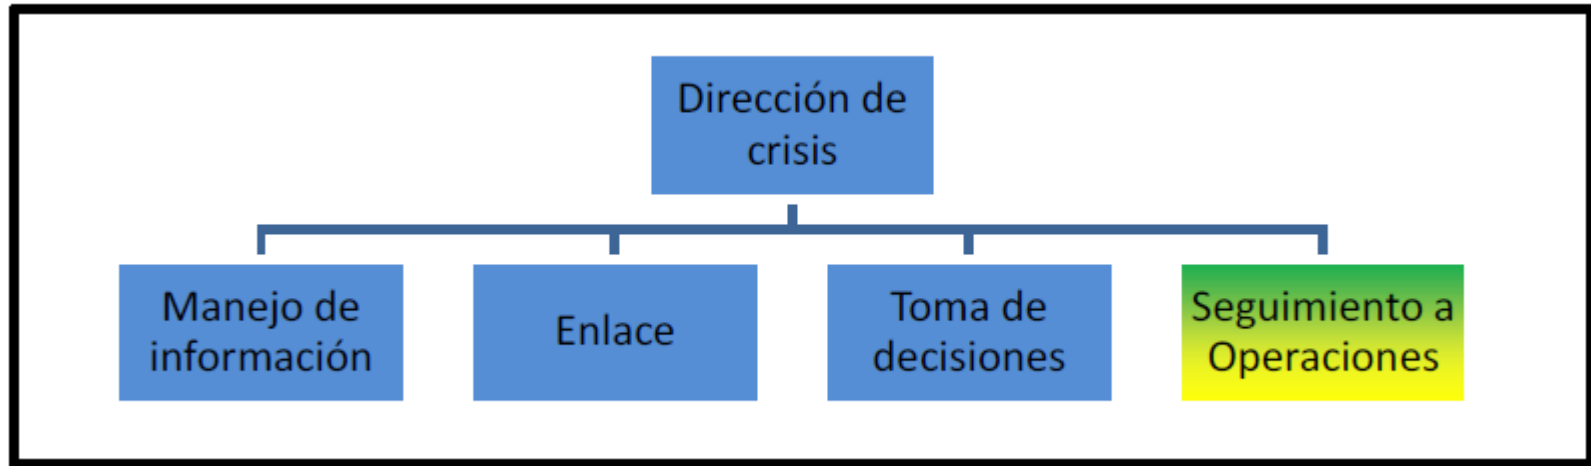 Dirección de
crisis
Manejo de
información
Enlace
Toma de
decisiones
Seguimiento a
Operaciones